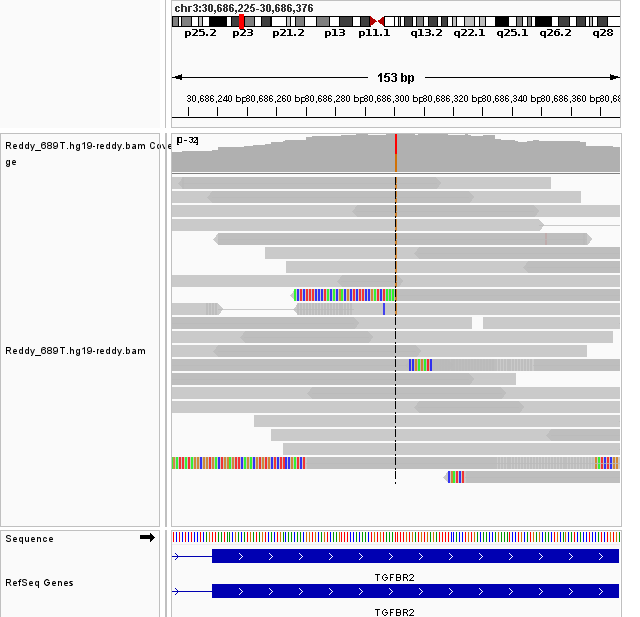 chr3:30,686,225-30,686,376
p25.2 p23 p21.2 p13 p11.1 q13.2 q22.1 q25.1 q26.2 q28
153 bp
30,686,240 bp 30,686,260 bp 30,686,280 bp 30,686,300 bp 30,686,320 bp 30,686,340 bp 30,686,360 bp 30,68
[0-32]
Reddy_689T.hg19-reddy.bam Cove
ge
Reddy_689T.hg19-reddy.bam
Sequence
TGFBR2
RefSeq Genes
TGFBR2